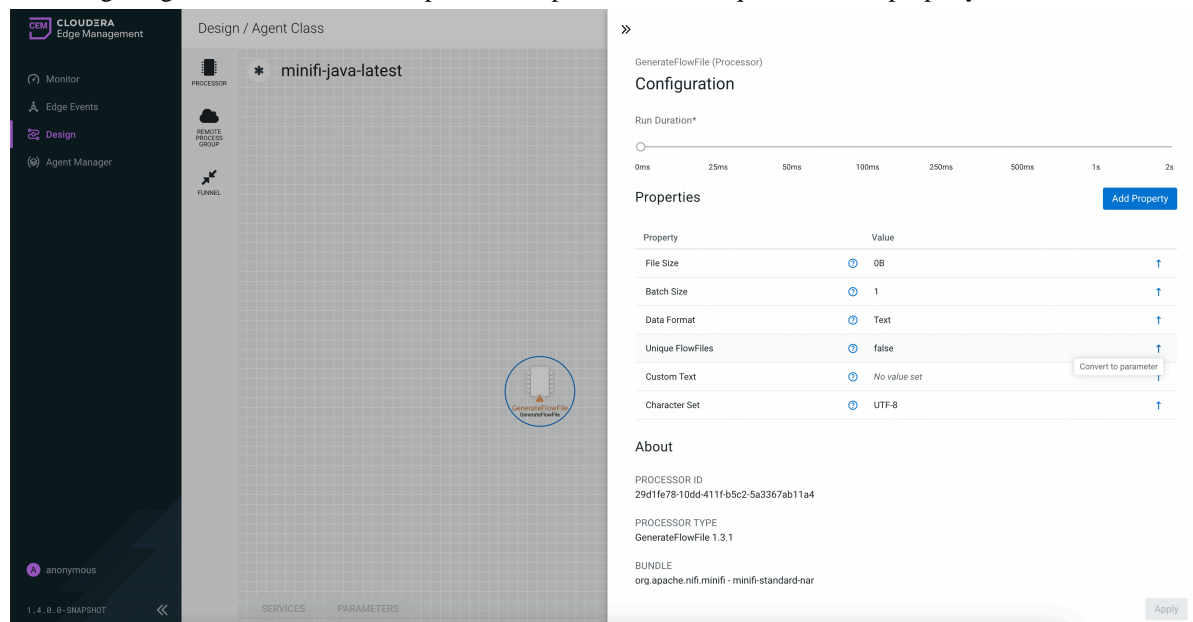 CEM CLOUDERA
Edge Management
Monitor
Edge Events
Design
Agent Manager
A anonymous
1.4.0.0-SNAPSHOT
Design / Agent Class
PROCESSOR
REMOTE
PROCESS
GROUP
FUNNEL
minifi-java-latest
GenerateFlowFile
GenerateFlowFile
SERVICES PARAMETERS
GenerateFlowFile (Processor)
Configuration
Run Duration*
0ms 25ms 50ms 100ms 250ms 500ms 1s 2s
Properties
Add Property
Property Value
File Size 0B
Batch Size 1
Data Format Text
Unique FlowFiles false
Convert to parameter
Custom Text No value set
Character Set UTF-8
About
PROCESSOR ID
29d1fe78-10dd-411f-b5c2-5a3367ab11a4
PROCESSOR TYPE
GenerateFlowFile 1.3.1
BUNDLE
org.apache.nifi.minifi - minifi-standard-nar
Apply